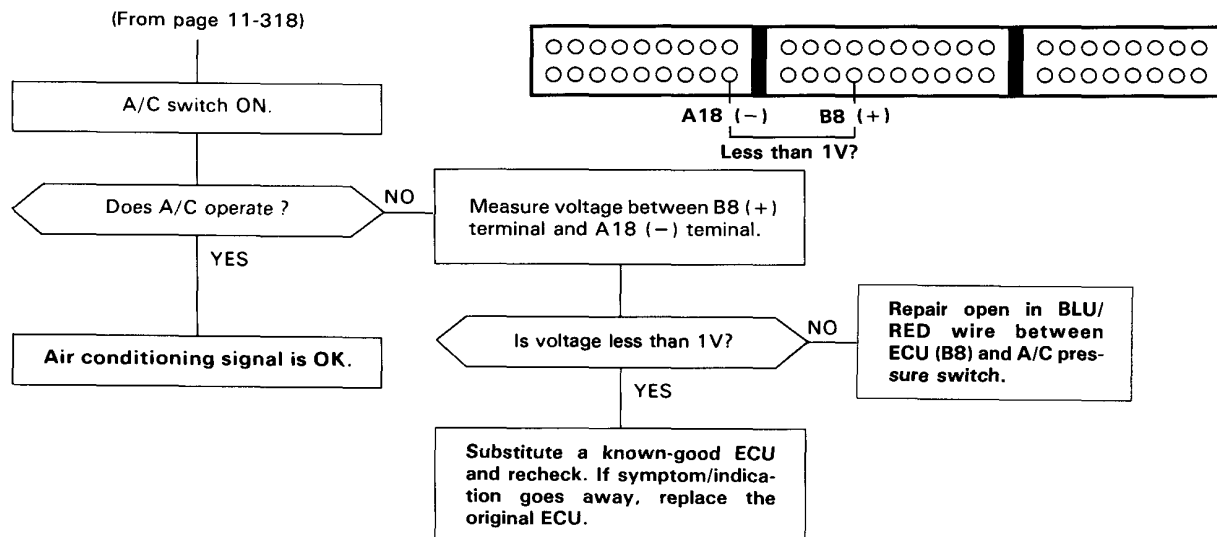 (From page 11-318)
A18 (−) B8 (+)
Less than 1V?
A/C switch ON.
Does A/C operate ?
NO
YES
Measure voltage between B8 (+)
terminal and A18 (−) teminal.
Air conditioning signal is OK.
Is voltage less than 1V?
NO
YES
Repair open in BLU/
RED wire between
ECU (B8) and A/C pres-
sure switch.
Substitute a known-good ECU
and recheck. If symptom/indica-
tion goes away, replace the
original ECU.